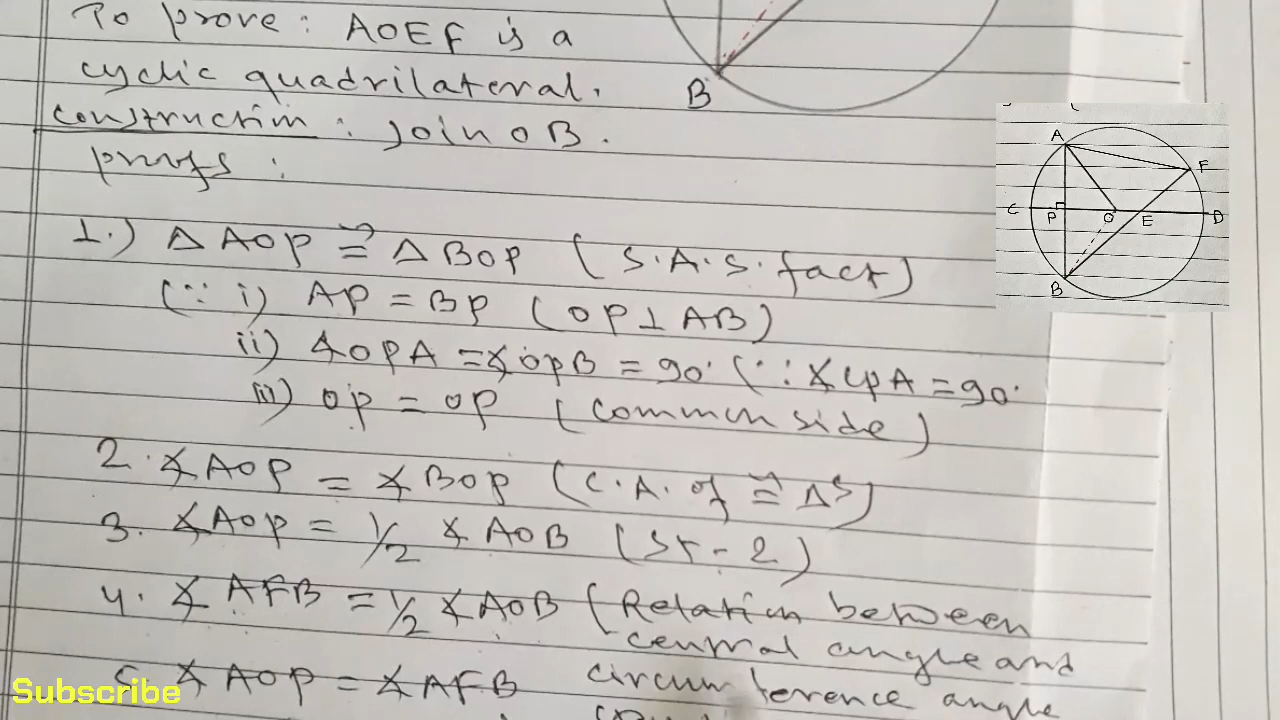 To prove: AOEF is a
cyclic quadrilateral.
B
construction : Join OB.
proofs :
A
F
C
P
O
E
D
B
1.) △AOP ≅ △BOP (S.A.S. fact)
(∵ i) AP = BP (OP⊥AB)
ii) ∡OPA = ∡OPB = 90° (∵ ∡CPA = 90°
iii) OP = OP (common side)
2. ∡AOP = ∡BOP (C.A. of ≅ △S)
3. ∡AOP = 1/2 ∡AOB (St-2)
4. ∡AFB = 1/2 ∡AOB (Relation between
central angle and
5. ∡AOP = ∡AFB circumference angle
Subscribe